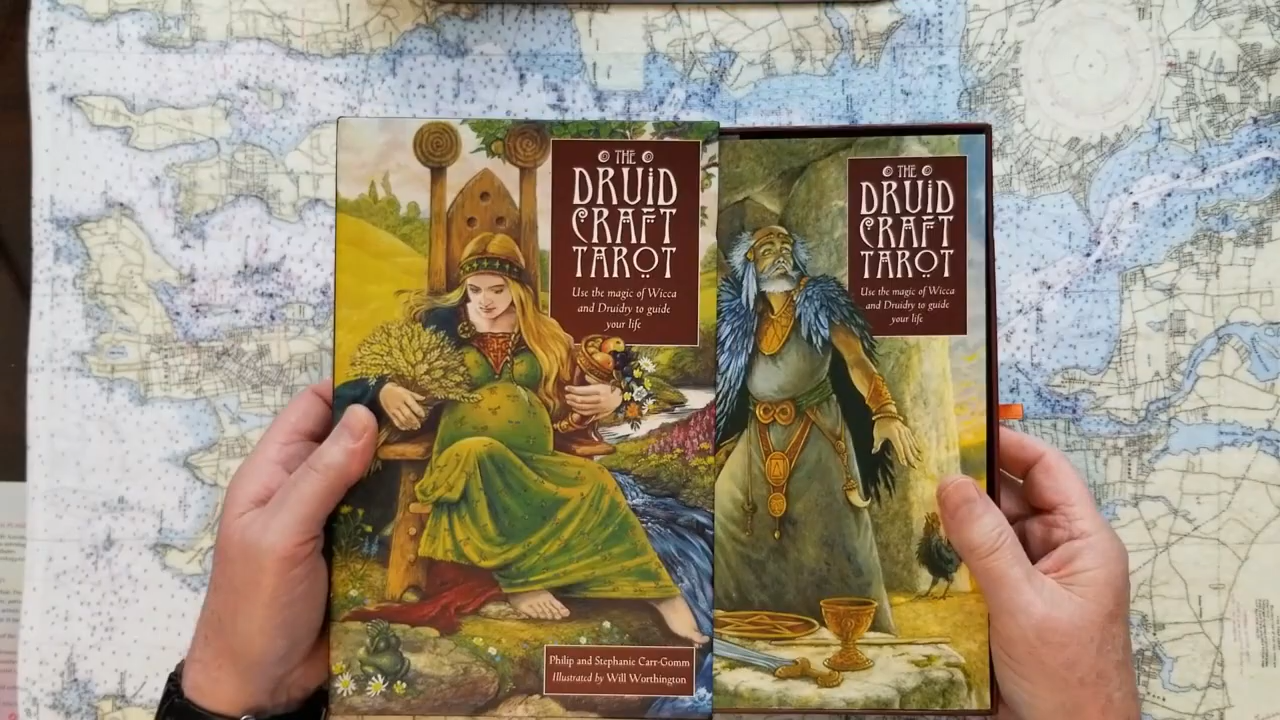 THE
DRUID
CRAFT
TAROT
Use the magic of Wicca
and Druidry to guide
your life
Philip and Stephanie Carr-Gomm
Illustrated by Will Worthington
THE
DRUID
CRAFT
TAROT
Use the magic of Wicca
and Druidry to guide
your life